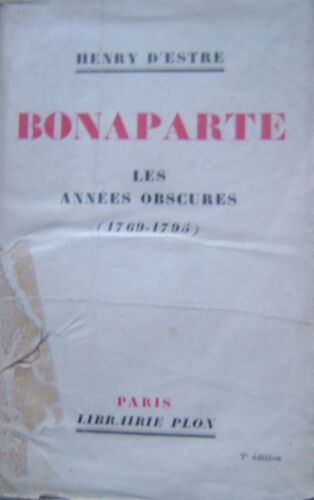 HENRY D'ESTRE
BONAPARTE
LES
ANNÉES OBSCURES
(1769-1795)
PARIS
LIBRAIRIE PLON
7e édition